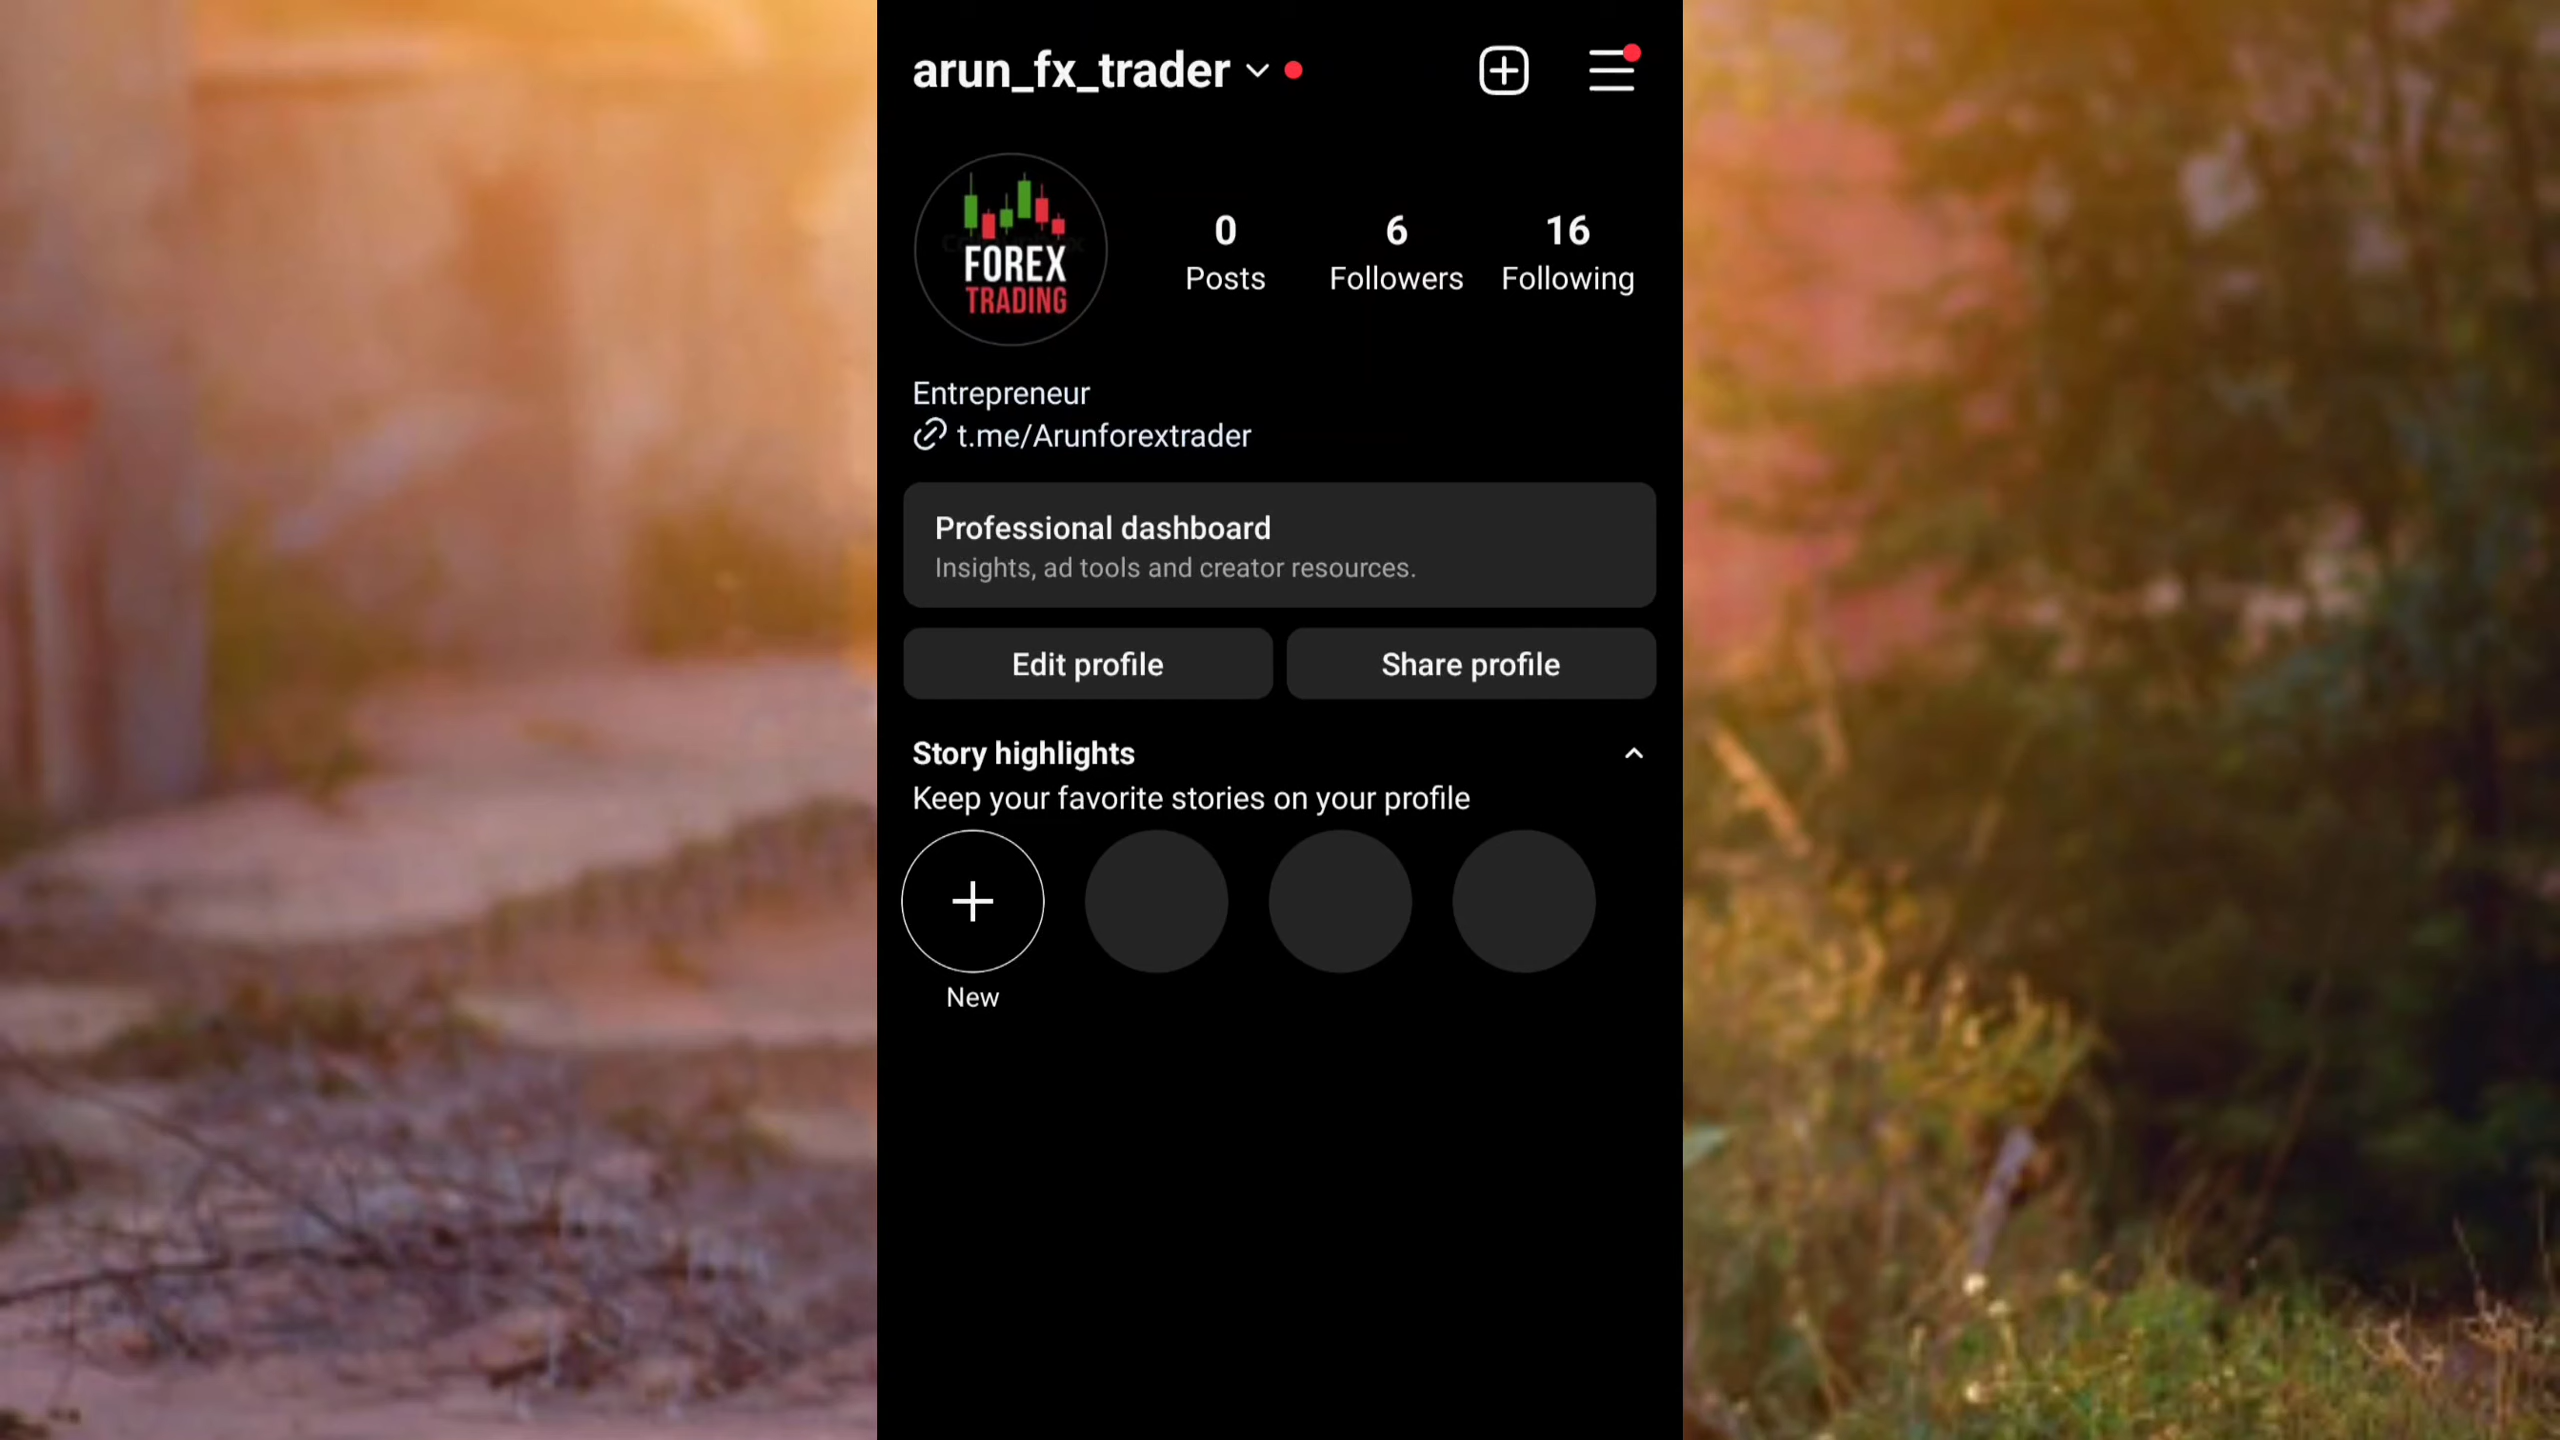 arun_fx_trader
FOREX
TRADING
0
Posts
6
Followers
16
Following
Entrepreneur
t.me/Arunforextrader
Professional dashboard
Insights, ad tools and creator resources.
Edit profile
Share profile
Story highlights
Keep your favorite stories on your profile
New